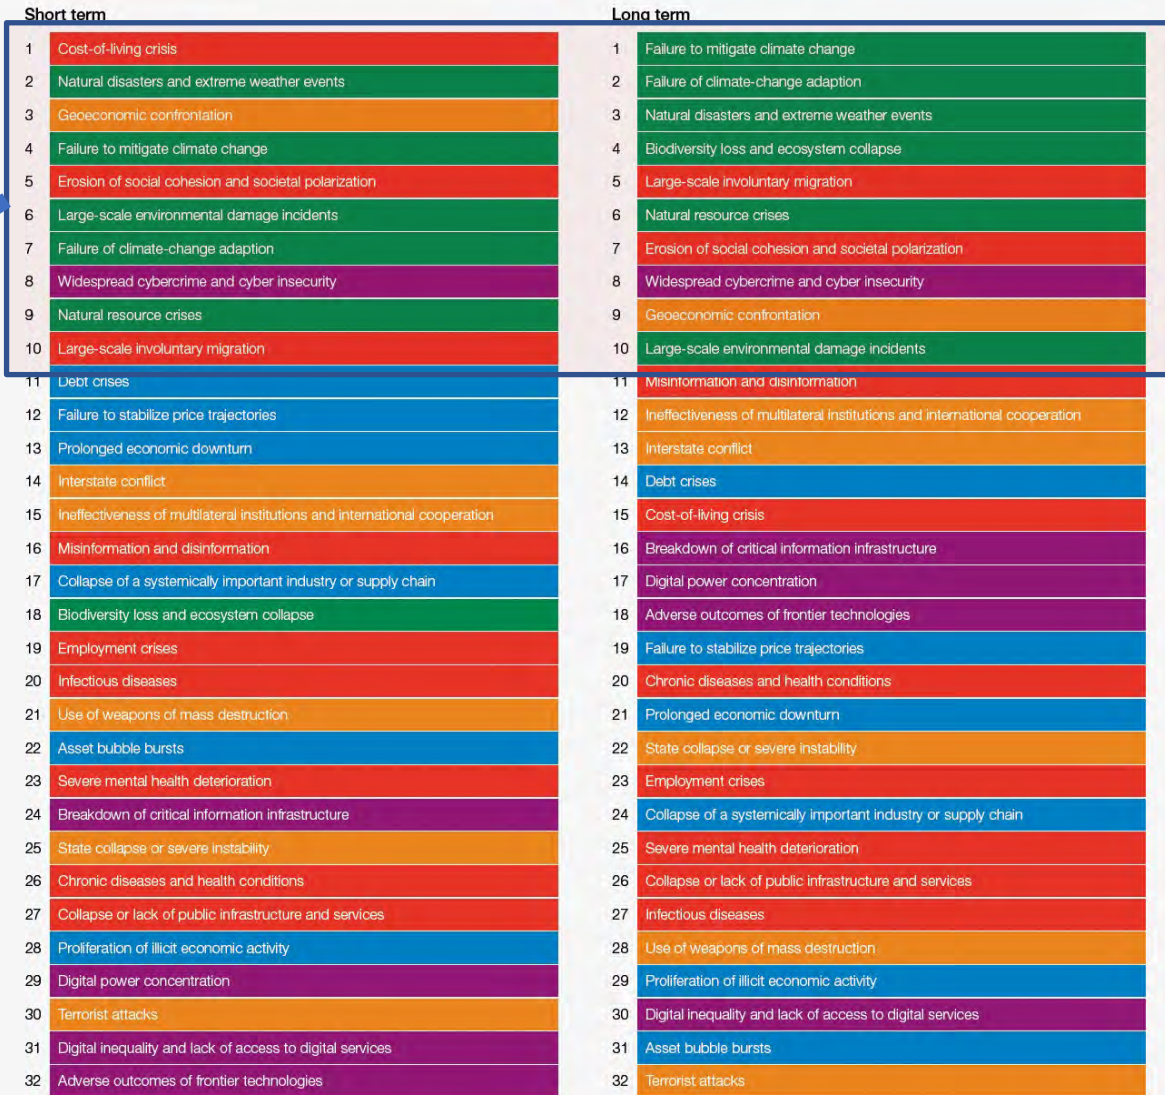 Short term
1 Cost-of-living crisis
2 Natural disasters and extreme weather events
3 Geoeconomic confrontation
4 Failure to mitigate climate change
5 Erosion of social cohesion and societal polarization
6 Large-scale environmental damage incidents
7 Failure of climate-change adaption
8 Widespread cybercrime and cyber insecurity
9 Natural resource crises
10 Large-scale involuntary migration
11 Debt crises
12 Failure to stabilize price trajectories
13 Prolonged economic downturn
14 Interstate conflict
15 Ineffectiveness of multilateral institutions and international cooperation
16 Misinformation and disinformation
17 Collapse of a systemically important industry or supply chain
18 Biodiversity loss and ecosystem collapse
19 Employment crises
20 Infectious diseases
21 Use of weapons of mass destruction
22 Asset bubble bursts
23 Severe mental health deterioration
24 Breakdown of critical information infrastructure
25 State collapse or severe instability
26 Chronic diseases and health conditions
27 Collapse or lack of public infrastructure and services
28 Proliferation of illicit economic activity
29 Digital power concentration
30 Terrorist attacks
31 Digital inequality and lack of access to digital services
32 Adverse outcomes of frontier technologies
Long term
1 Failure to mitigate climate change
2 Failure of climate-change adaption
3 Natural disasters and extreme weather events
4 Biodiversity loss and ecosystem collapse
5 Large-scale involuntary migration
6 Natural resource crises
7 Erosion of social cohesion and societal polarization
8 Widespread cybercrime and cyber insecurity
9 Geoeconomic confrontation
10 Large-scale environmental damage incidents
11 Misinformation and disinformation
12 Ineffectiveness of multilateral institutions and international cooperation
13 Interstate conflict
14 Debt crises
15 Cost-of-living crisis
16 Breakdown of critical information infrastructure
17 Digital power concentration
18 Adverse outcomes of frontier technologies
19 Failure to stabilize price trajectories
20 Chronic diseases and health conditions
21 Prolonged economic downturn
22 State collapse or severe instability
23 Employment crises
24 Collapse of a systemically important industry or supply chain
25 Severe mental health deterioration
26 Collapse or lack of public infrastructure and services
27 Infectious diseases
28 Use of weapons of mass destruction
29 Proliferation of illicit economic activity
30 Digital inequality and lack of access to digital services
31 Asset bubble bursts
32 Terrorist attacks